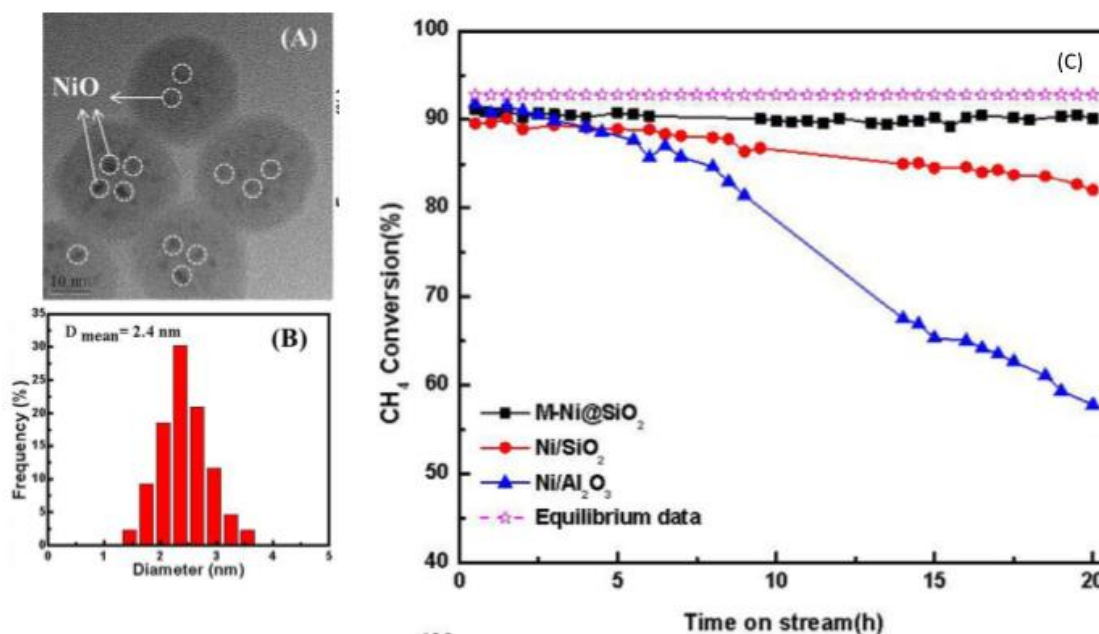 (A)
NiO
10 nm
35
30
25
20
15
10
5
0
D mean= 2.4 nm
(B)
Frequency (%)
0 1 2 3 4 5
Diameter (nm)
100
90
80
70
60
50
40
(C)
CH₄ Conversion(%)
M-Ni@SiO₂
Ni/SiO₂
Ni/Al₂O₃
Equilibrium data
0 5 10 15 20
Time on stream(h)